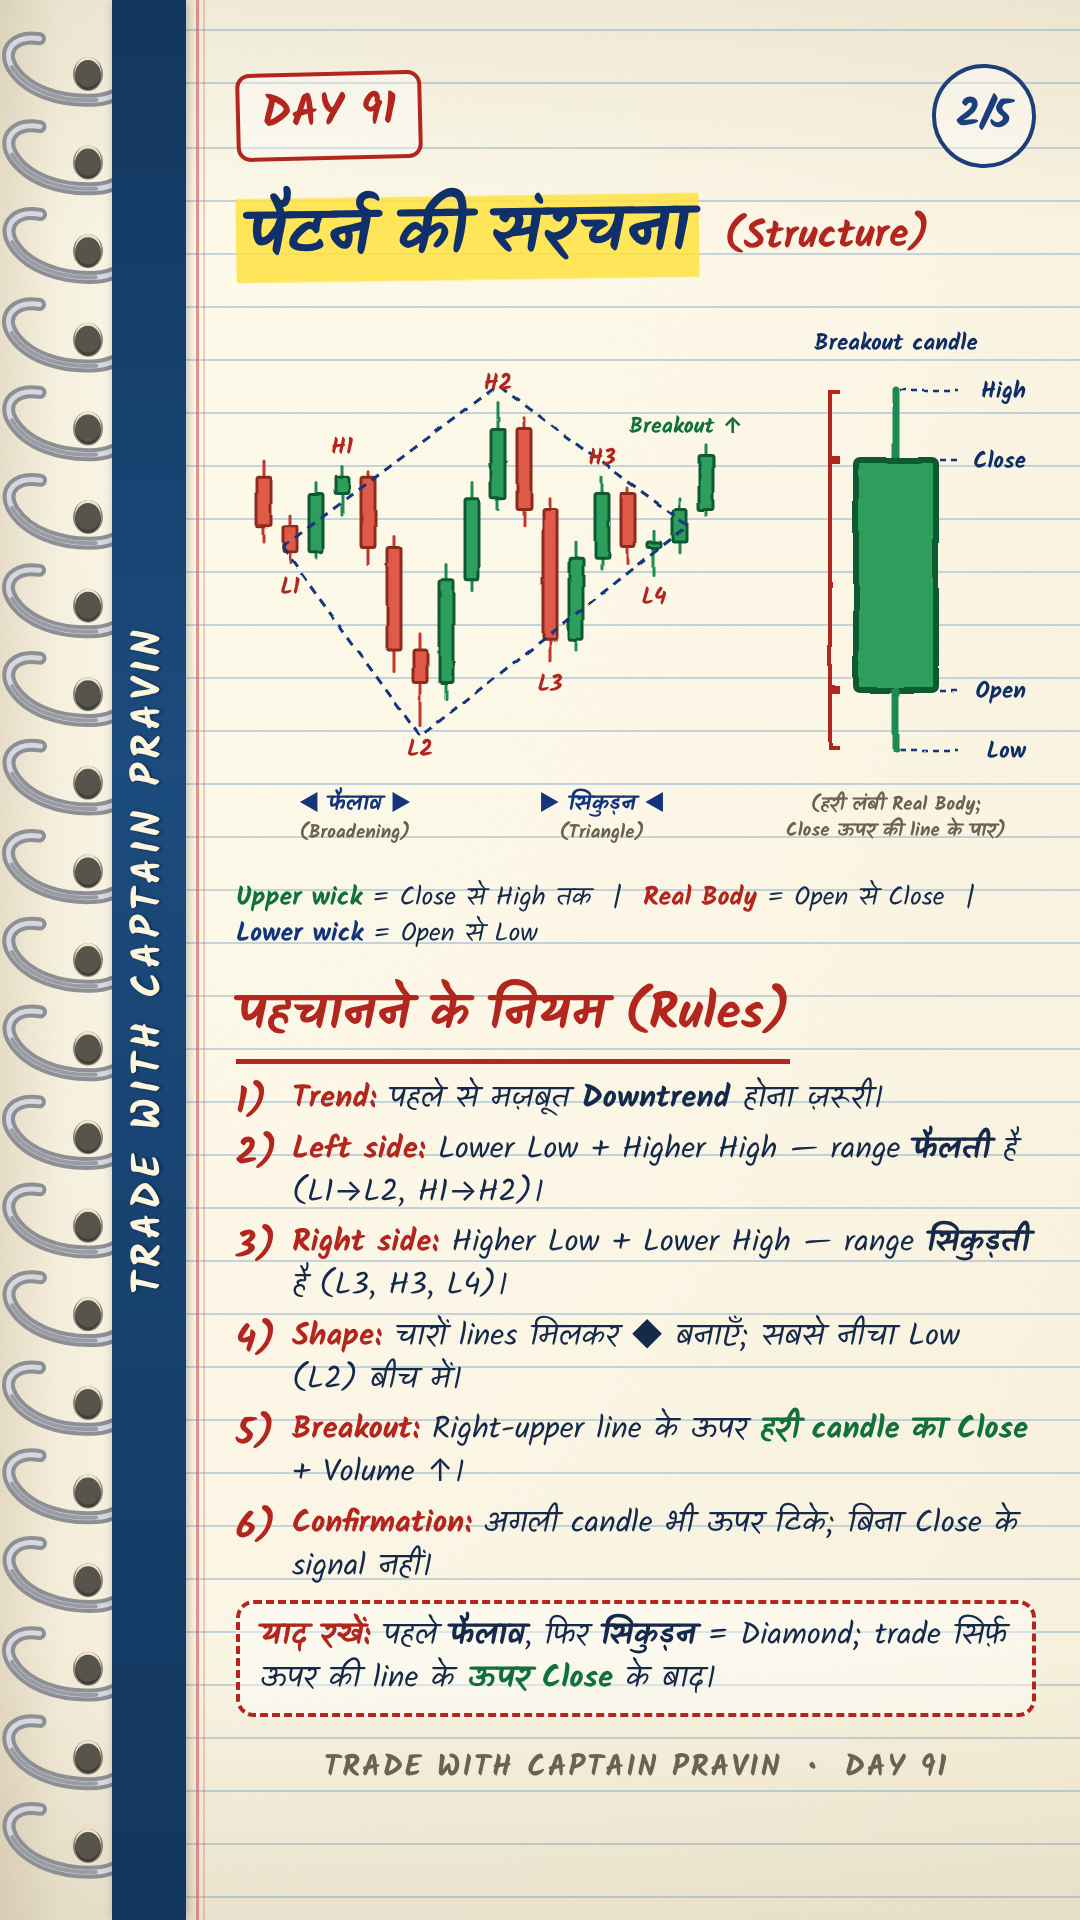 DAY 91
2/5
पैटर्न की संरचना (Structure)
Breakout candle
High
Close
Open
Low
H2
Breakout ↑
H1
H3
L1
L4
L3
L2
◀ फैलाव ▶
(Broadening)
▶ सिकुड़न ◀
(Triangle)
(हरी लंबी Real Body;
Close ऊपर की line के पार)
Upper wick = Close से High तक | Real Body = Open से Close |
Lower wick = Open से Low
पहचानने के नियम (Rules)
1) Trend: पहले से मज़बूत Downtrend होना ज़रूरी।
2) Left side: Lower Low + Higher High — range फैलती है
(L1→L2, H1→H2)।
3) Right side: Higher Low + Lower High — range सिकुड़ती
है (L3, H3, L4)।
4) Shape: चारों lines मिलकर ◆ बनाएँ; सबसे नीचा Low
(L2) बीच में।
5) Breakout: Right-upper line के ऊपर हरी candle का Close
+ Volume ↑।
6) Confirmation: अगली candle भी ऊपर टिके; बिना Close के
signal नहीं।
याद रखें: पहले फैलाव, फिर सिकुड़न = Diamond; trade सिर्फ़
ऊपर की line के ऊपर Close के बाद।
TRADE WITH CAPTAIN PRAVIN · DAY 91
TRADE WITH CAPTAIN PRAVIN